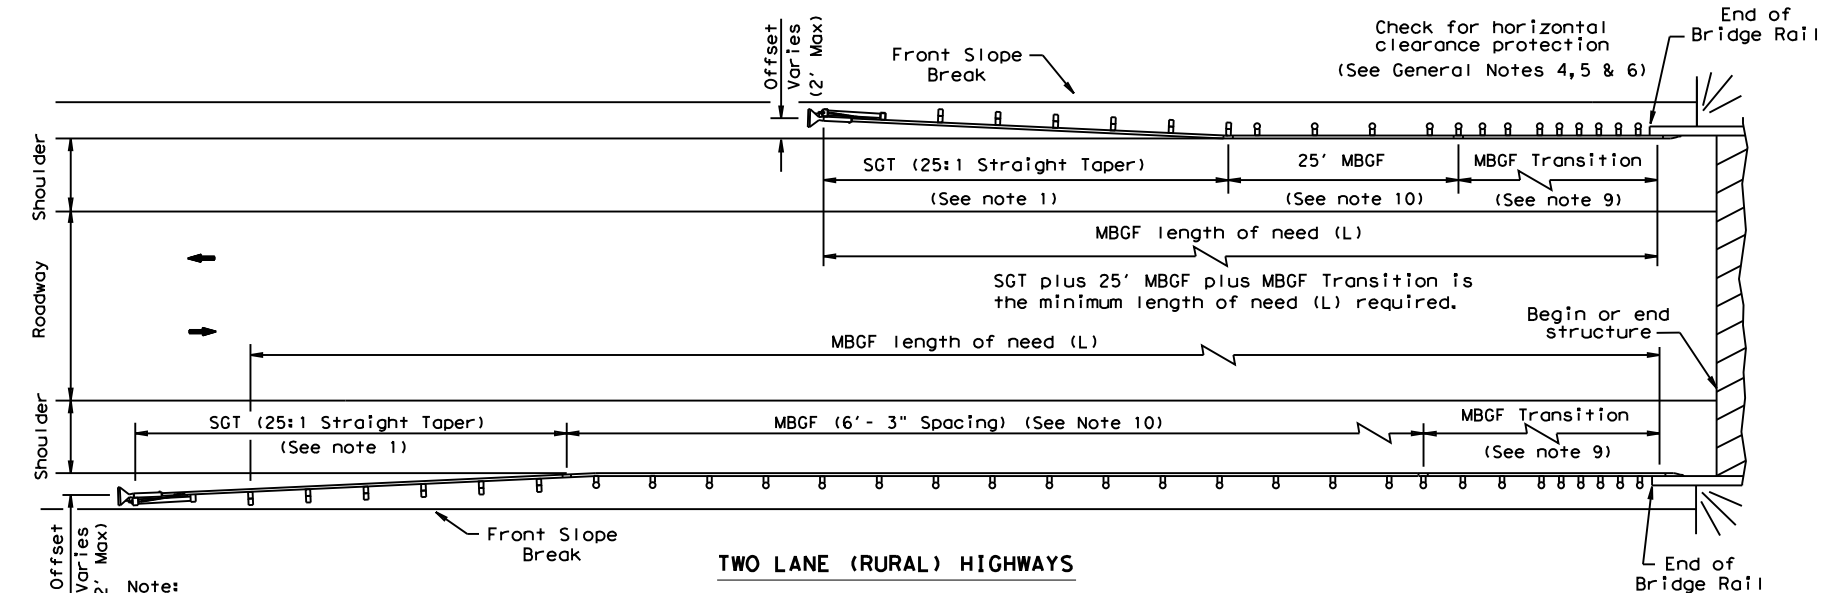 Offset
Varies
(2' Max)
Front Slope
Break
Check for horizontal
clearance protection
(See General Notes 4,5 & 6)
End of
Bridge Rail
Shoulder
SGT (25:1 Straight Taper)
(See note 1)
25' MBGF
(See note 10)
MBGF Transition
(See note 9)
MBGF length of need (L)
SGT plus 25' MBGF plus MBGF Transition is
the minimum length of need (L) required.
Roadway
Begin or end
structure
MBGF length of need (L)
Shoulder
SGT (25:1 Straight Taper)
(See note 1)
MBGF (6'- 3" Spacing) (See Note 10)
MBGF Transition
(See note 9)
Offset
Varies
2' Max)
Front Slope
Break
TWO LANE (RURAL) HIGHWAYS
End of
Bridge Rail
Note: